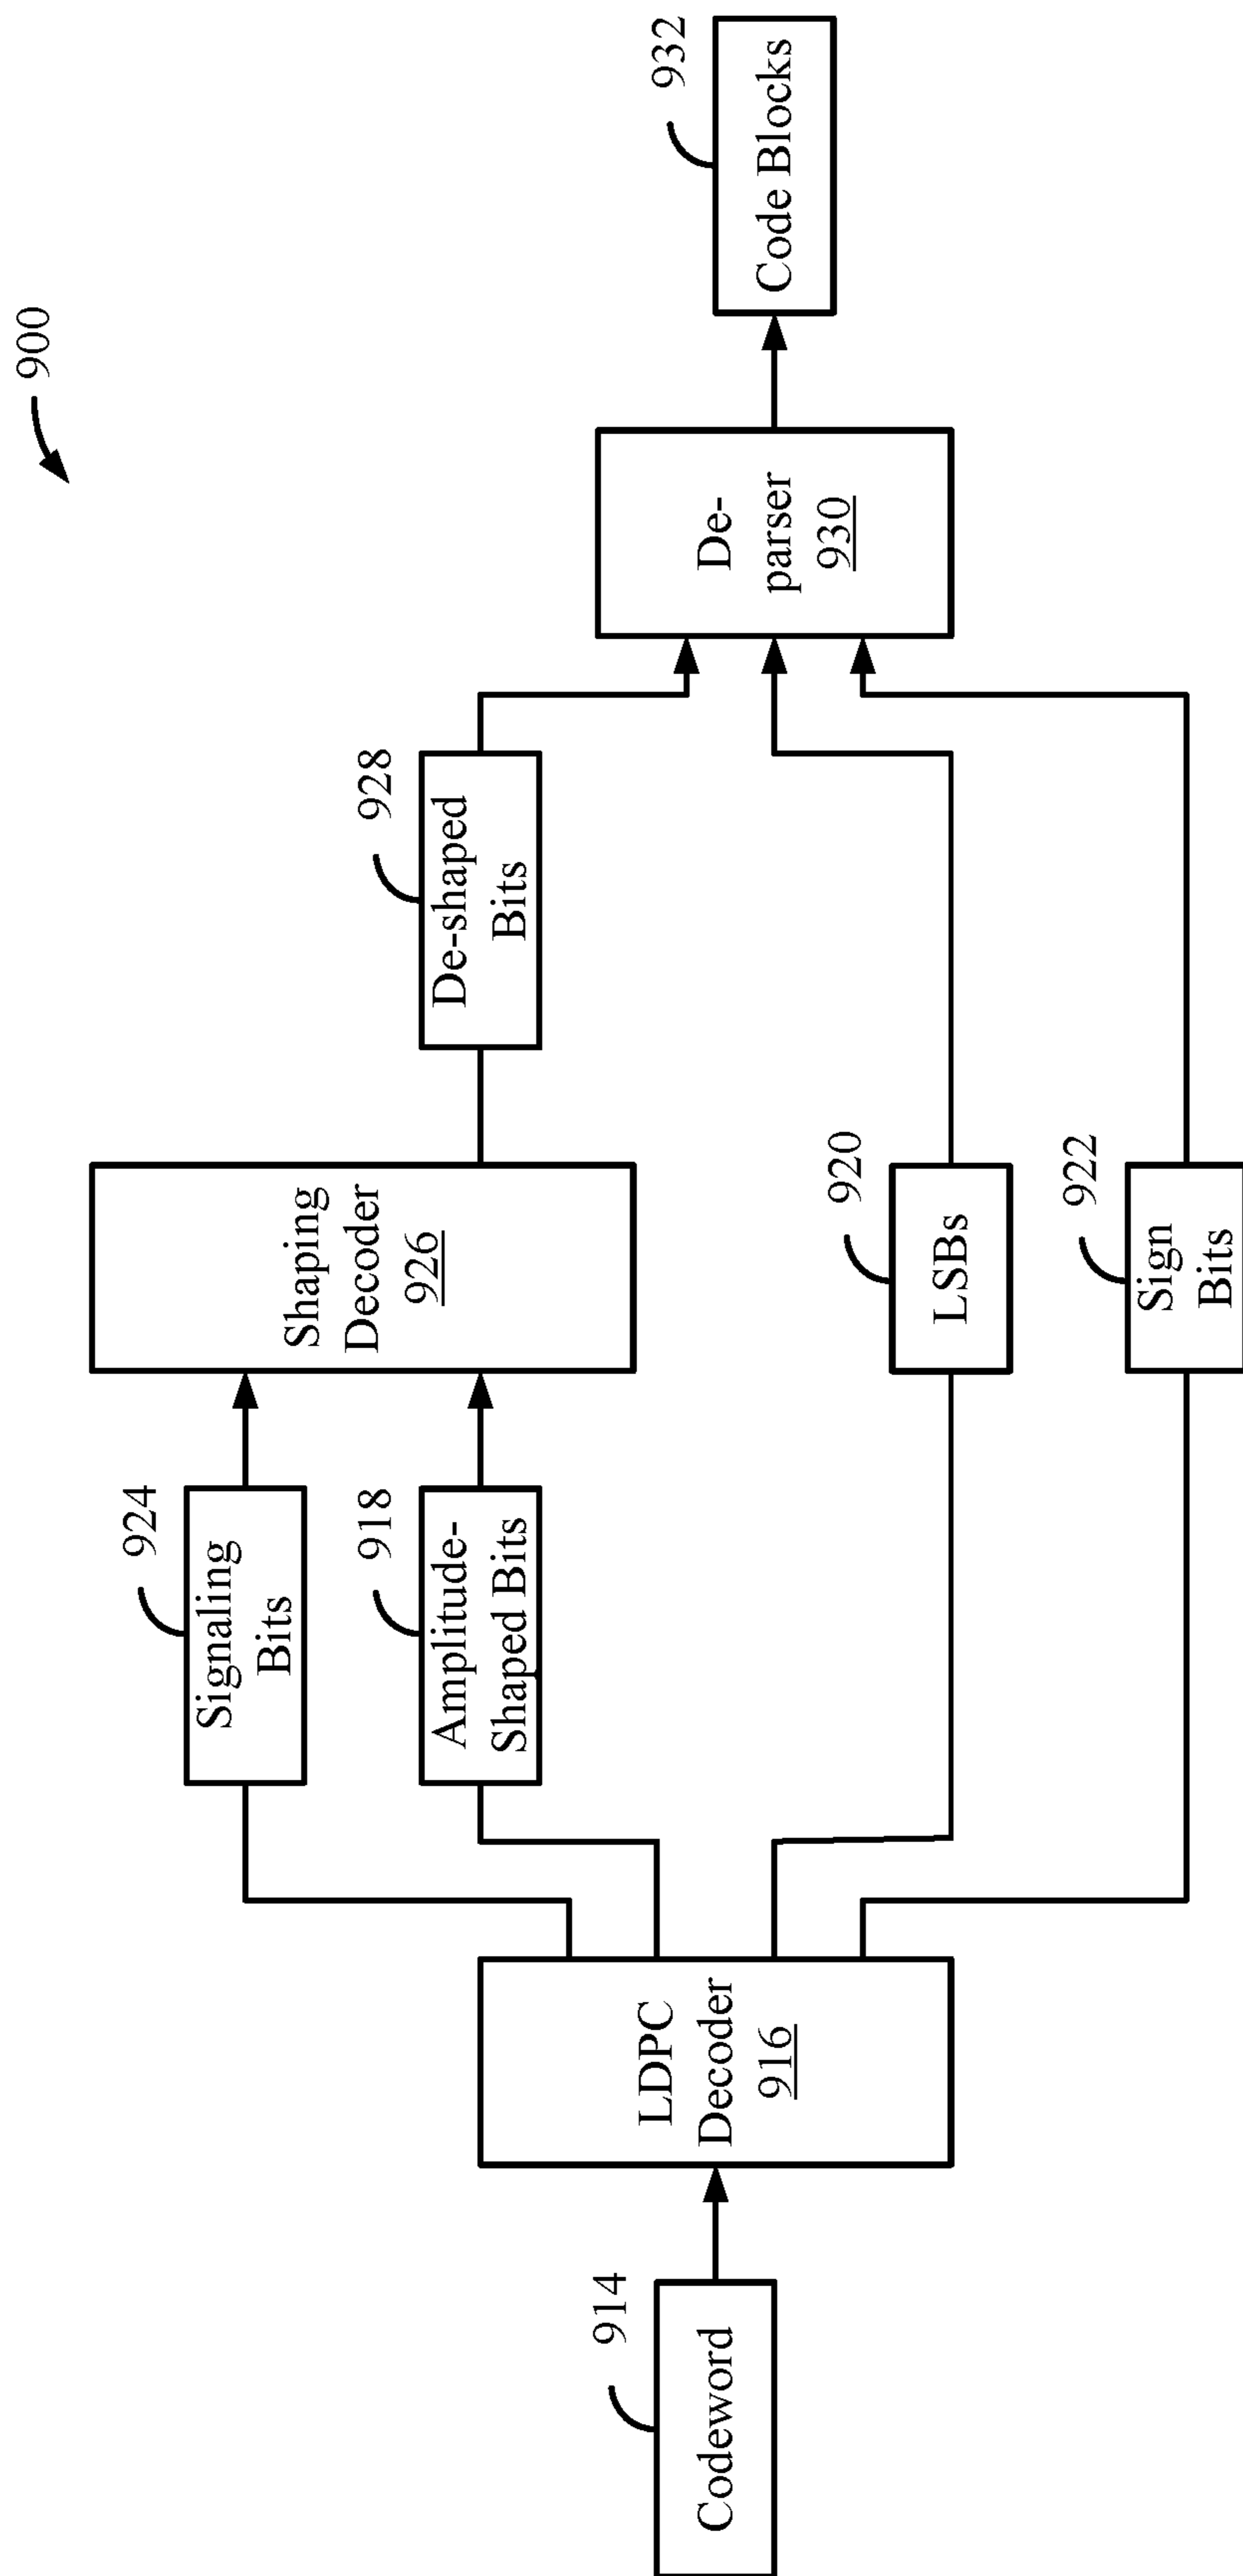 900
Codeword
914
LDPC
Decoder
916
Signaling
Bits
924
Amplitude-
Shaped Bits
918
LSBs
920
Sign
Bits
922
Shaping
Decoder
926
De-shaped
Bits
928
De-
parser
930
Code Blocks
932